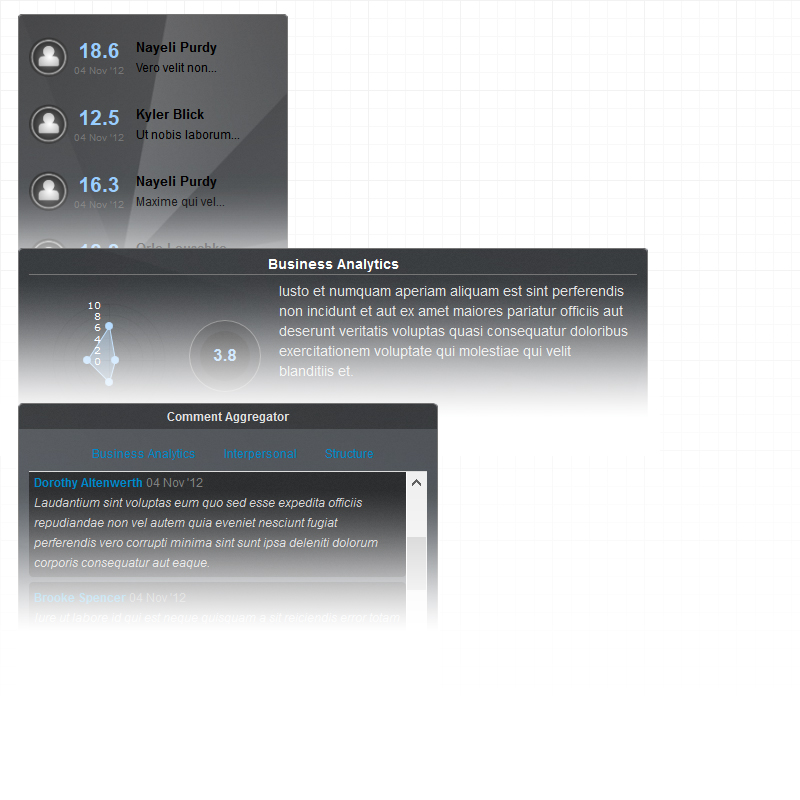 18.6 Nayeli Purdy
04 Nov '12 Vero velit non...
12.5 Kyler Blick
04 Nov '12 Ut nobis laborum...
16.3 Nayeli Purdy
04 Nov '12 Maxime qui vel...
Business Analytics
10
8
6
4
2
0
3.8
Iusto et numquam aperiam aliquam est sint perferendis
non incidunt et aut ex amet maiores pariatur officiis aut
deserunt veritatis voluptas quasi consequatur doloribus
exercitationem voluptate qui molestiae qui velit
blanditiis et.
Comment Aggregator
Business Analytics Interpersonal Structure
Dorothy Altenwerth 04 Nov '12
Laudantium sint voluptas eum quo sed esse expedita officiis
repudiandae non vel autem quia eveniet nesciunt fugiat
perferendis vero corrupti minima sint sunt ipsa deleniti dolorum
corporis consequatur aut eaque.
Brooke Spencer 04 Nov '12